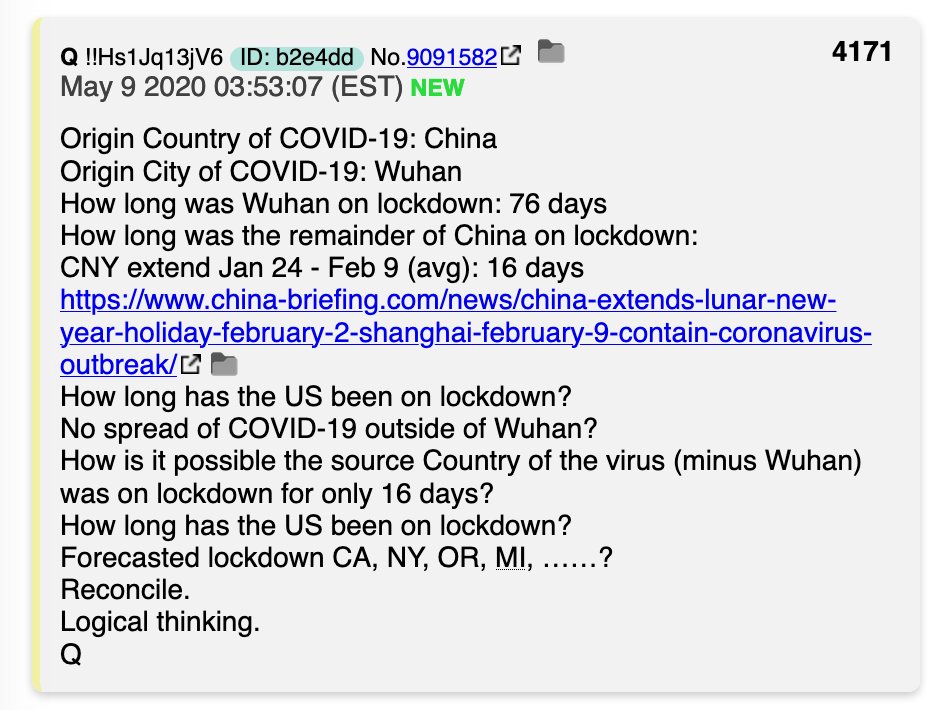 Q !!Hs1Jq13jV6 ID: b2e4dd No.9091582 4171
May 9 2020 03:53:07 (EST) NEW
Origin Country of COVID-19: China
Origin City of COVID-19: Wuhan
How long was Wuhan on lockdown: 76 days
How long was the remainder of China on lockdown:
CNY extend Jan 24 - Feb 9 (avg): 16 days
https://www.china-briefing.com/news/china-extends-lunar-new-
year-holiday-february-2-shanghai-february-9-contain-coronavirus-
outbreak/
How long has the US been on lockdown?
No spread of COVID-19 outside of Wuhan?
How is it possible the source Country of the virus (minus Wuhan)
was on lockdown for only 16 days?
How long has the US been on lockdown?
Forecasted lockdown CA, NY, OR, MI, ……?
Reconcile.
Logical thinking.
Q